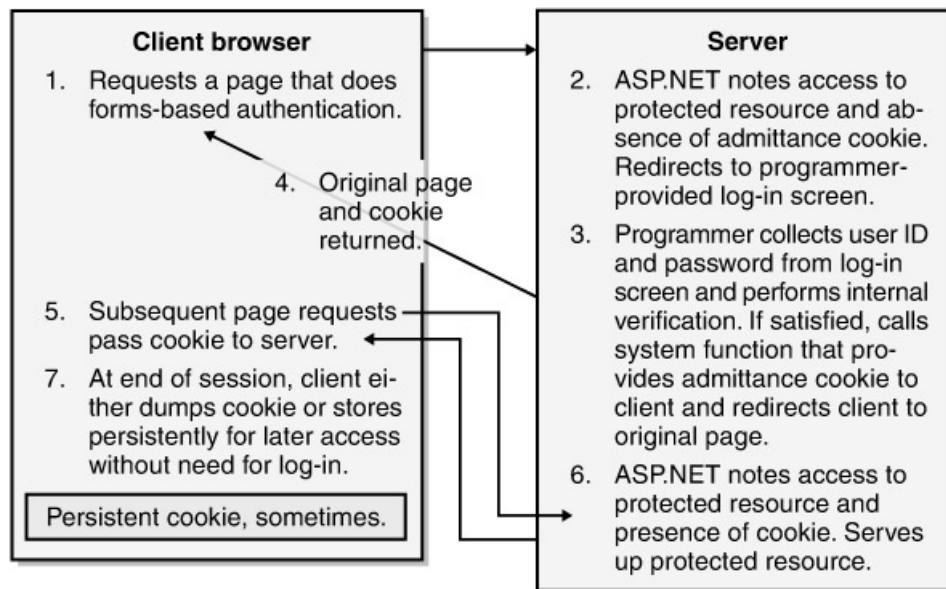 Client browser
1. Requests a page that does
forms-based authentication.
4. Original page
and cookie
returned.
5. Subsequent page requests
pass cookie to server.
7. At end of session, client ei-
ther dumps cookie or stores
persistently for later access
without need for log-in.
Persistent cookie, sometimes.
Server
2. ASP.NET notes access to
protected resource and ab-
sence of admittance cookie.
Redirects to programmer-
provided log-in screen.
3. Programmer collects user ID
and password from log-in
screen and performs internal
verification. If satisfied, calls
system function that pro-
vides admittance cookie to
client and redirects client to
original page.
6. ASP.NET notes access to
protected resource and
presence of cookie. Serves
up protected resource.